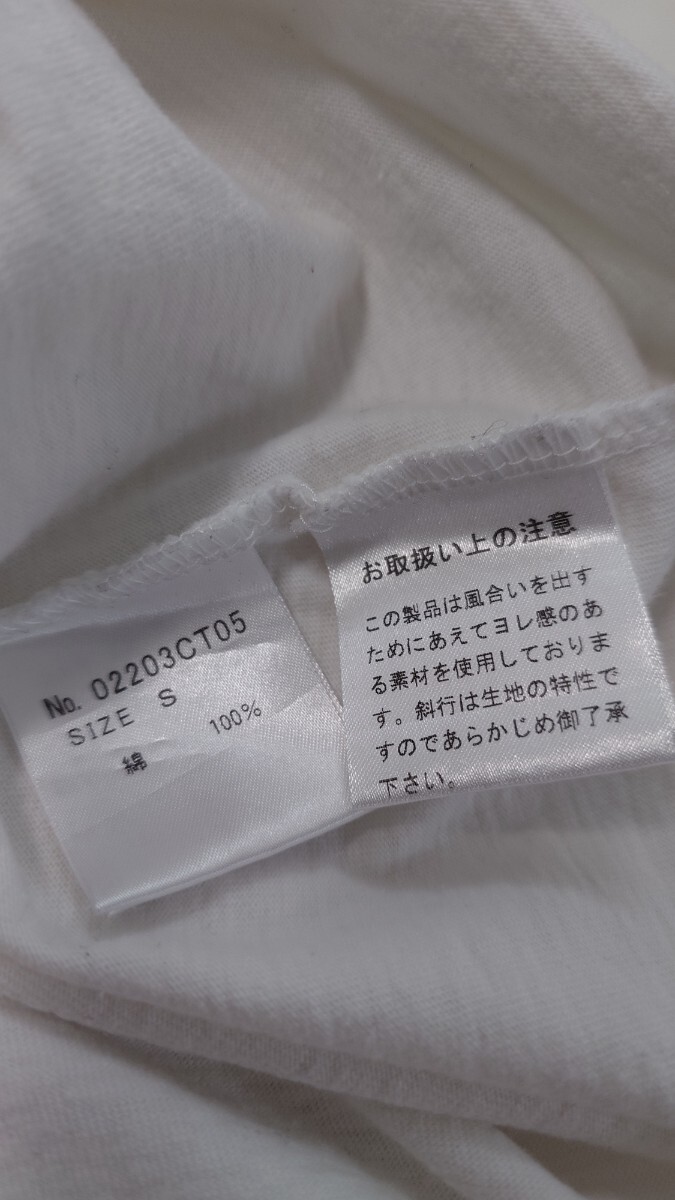 No. 02203CT05
SIZE S
綿 100%
お取扱い上の注意
この製品は風合いを出す
ためにあえてヨレ感のあ
る素材を使用しておりま
す。斜行は生地の特性で
すのであらかじめ御了承
下さい。